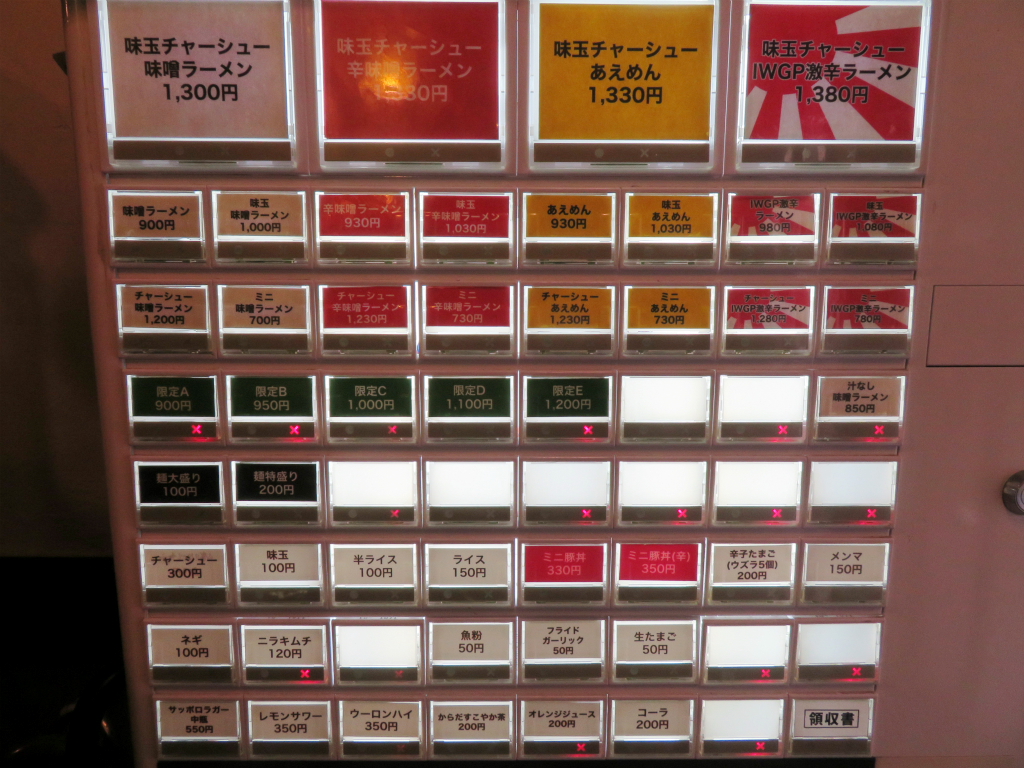 味玉チャーシュー
味噌ラーメン
1,300円
味玉チャーシュー
辛味噌ラーメン
1,330円
味玉チャーシュー
あえめん
1,330円
味玉チャーシュー
IWGP激辛ラーメン
1,380円
味噌ラーメン
900円
味玉
味噌ラーメン
1,000円
辛味噌ラーメン
930円
味玉
辛味噌ラーメン
1,030円
あえめん
930円
味玉
あえめん
1,030円
IWGP激辛
ラーメン
980円
味玉
IWGP激辛ラーメン
1,080円
チャーシュー
味噌ラーメン
1,200円
ミニ
味噌ラーメン
700円
チャーシュー
辛味噌ラーメン
1,230円
ミニ
辛味噌ラーメン
730円
チャーシュー
あえめん
1,230円
ミニ
あえめん
730円
チャーシュー
IWGP激辛ラーメン
1,280円
ミニ
IWGP激辛ラーメン
780円
限定A
900円
限定B
950円
限定C
1,000円
限定D
1,100円
限定E
1,200円
汁なし
味噌ラーメン
850円
麺大盛り
100円
麺特盛り
200円
チャーシュー
300円
味玉
100円
半ライス
100円
ライス
150円
ミニ豚丼
330円
ミニ豚丼(辛)
350円
辛子たまご
(ウズラ5個)
200円
メンマ
150円
ネギ
100円
ニラキムチ
120円
魚粉
50円
フライド
ガーリック
50円
生たまご
50円
サッポロラガー
中瓶
550円
レモンサワー
350円
ウーロンハイ
350円
からだすこやか茶
200円
オレンジジュース
200円
コーラ
200円
領収書